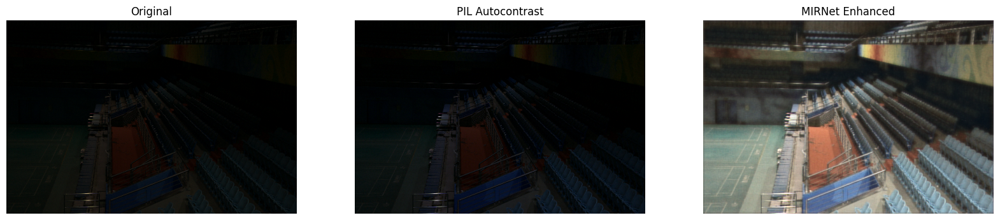 Original
PIL Autocontrast
MIRNet Enhanced